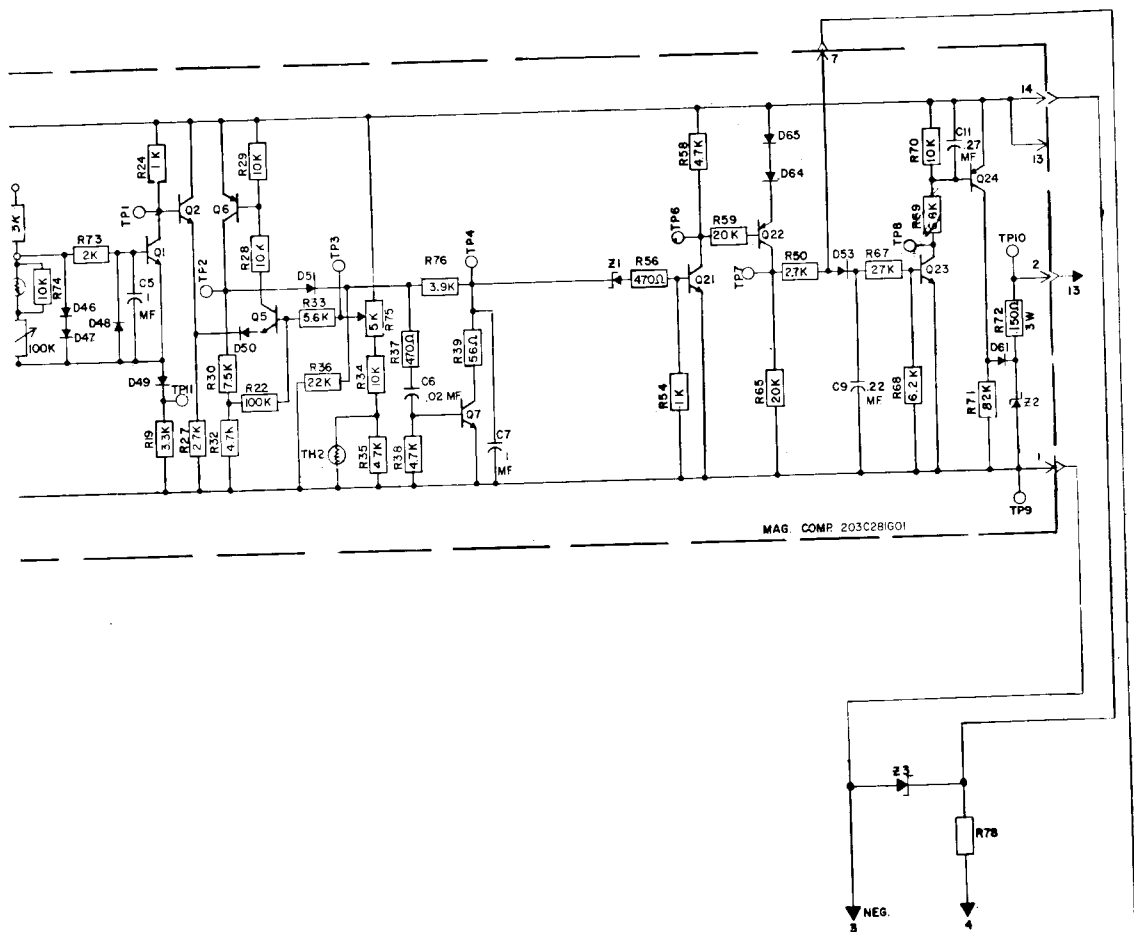 7
14
13
R24
1K
R29
10K
R58
4.7K
D65
D64
R70
10K
C11
.27
MF
Q24
3K
TP1
Q2
Q6
R73
2K
Q1
R28
10K
TP3
TP4
TP6
R59
20K
Q22
TP8
R69
6.8K
TP10
10K
R74
D46
D47
D48
C5
1
MF
TP2
D51
R76
3.9K
Z1
R56
470Ω
Q21
TP7
R50
2.7K
D53
R67
27K
Q23
2
13
100K
D50
Q5
R33
5.6K
5K
R75
R37
470Ω
R39
56Ω
R72
150Ω
3W
D49
TP11
R30
7.5K
R22
100K
R36
22K
R34
10K
C6
.02 MF
Q7
C7
1
MF
R54
1K
R65
20K
C9
.22
MF
R68
6.2K
D61
R71
82K
Z2
R19
3.3K
R27
2.7K
R32
4.7K
TH2
R35
4.7K
R38
4.7K
1
TP9
MAG. COMP. 203C281G01
Z3
R78
NEG.
3
4